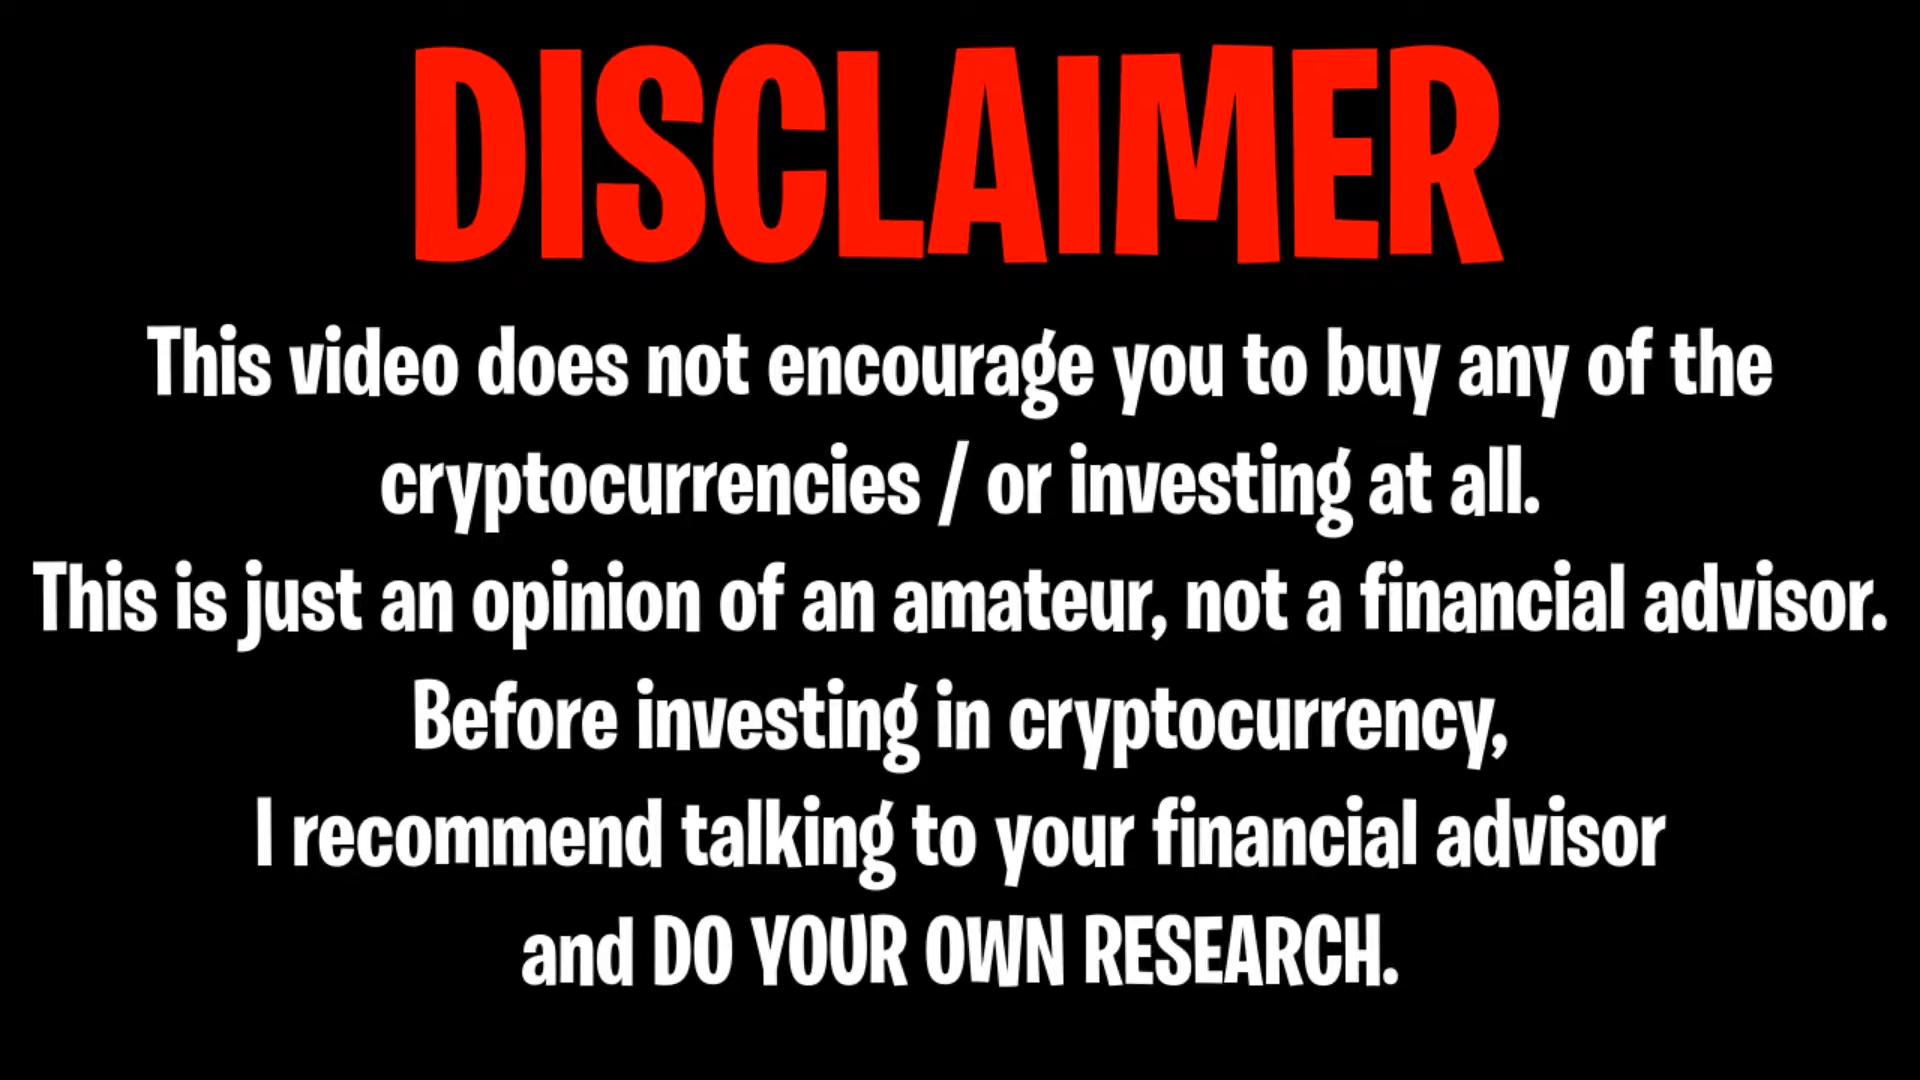 DISCLAIMER
This video does not encourage you to buy any of the
cryptocurrencies / or investing at all.
This is just an opinion of an amateur, not a financial advisor.
Before investing in cryptocurrency,
I recommend talking to your financial advisor
and DO YOUR OWN RESEARCH.